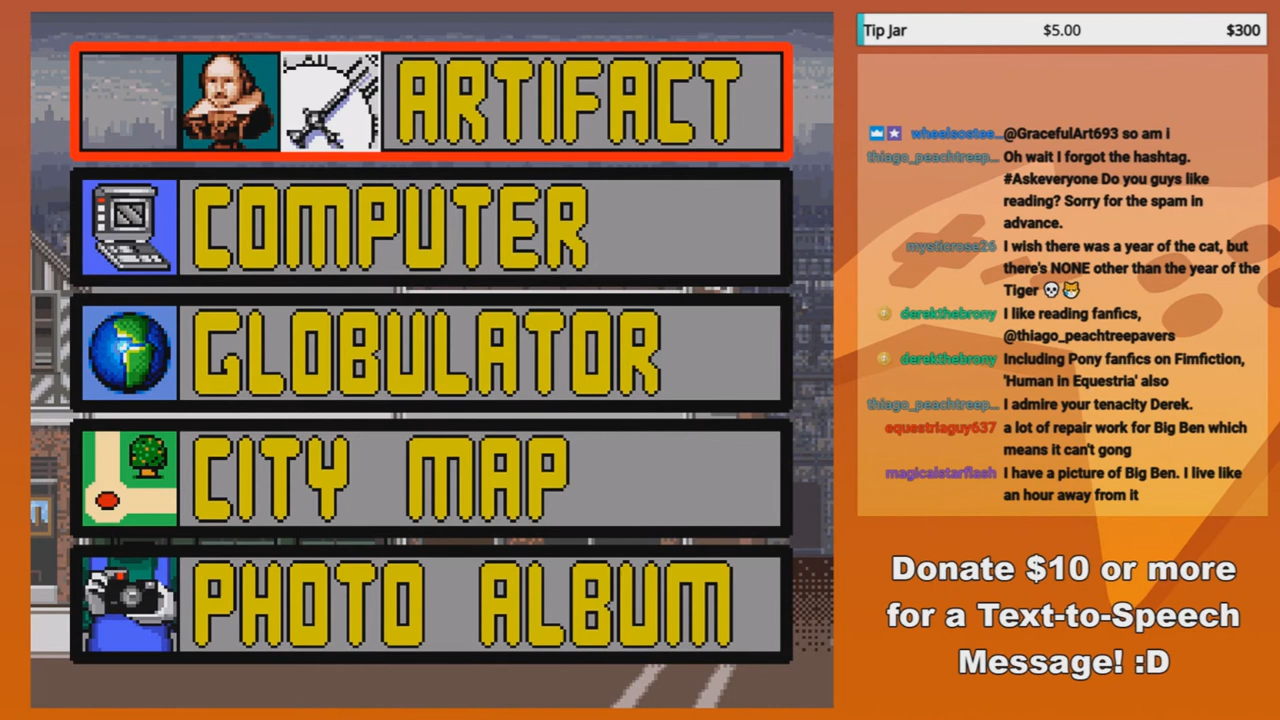 ARTIFACT
COMPUTER
GLOBULATOR
CITY MAP
PHOTO ALBUM
Tip Jar $5.00 $300
wheelsostee... @GracefulArt693 so am i
thiago_peachtreep... Oh wait I forgot the hashtag.
#Askeveryone Do you guys like
reading? Sorry for the spam in
advance.
mysticrose26 I wish there was a year of the cat, but
there's NONE other than the year of the
Tiger 💀🐯
derekthebrony I like reading fanfics,
@thiago_peachtreepavers
derekthebrony Including Pony fanfics on Fimfiction,
'Human in Equestria' also
thiago_peachtreep... I admire your tenacity Derek.
equestriaguy637 a lot of repair work for Big Ben which
means it can't gong
magicalstarflash I have a picture of Big Ben. I live like
an hour away from it
Donate $10 or more
for a Text-to-Speech
Message! :D